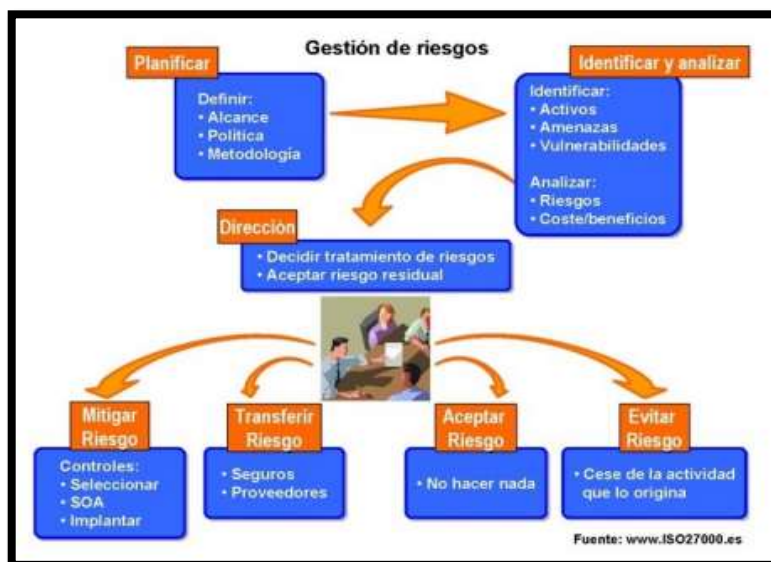 Gestión de riesgos
Planificar
Definir:
• Alcance
• Política
• Metodología
Identificar y analizar
Identificar:
• Activos
• Amenazas
• Vulnerabilidades
Analizar:
• Riesgos
• Coste/beneficios
Dirección
• Decidir tratamiento de riesgos
• Aceptar riesgo residual
Mitigar
Riesgo
Controles:
• Seleccionar
• SOA
• Implantar
Transferir
Riesgo
• Seguros
• Proveedores
Aceptar
Riesgo
• No hacer nada
Evitar
Riesgo
• Cese de la actividad
que lo origina
Fuente: www.ISO27000.es